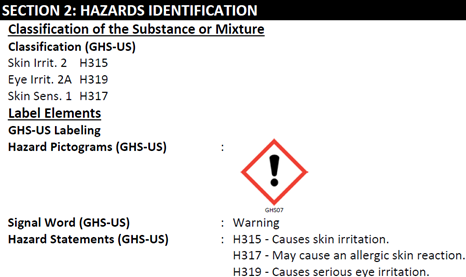 SECTION 2: HAZARDS IDENTIFICATION
Classification of the Substance or Mixture
Classification (GHS-US)
Skin Irrit. 2 H315
Eye Irrit. 2A H319
Skin Sens. 1 H317
Label Elements
GHS-US Labeling
Hazard Pictograms (GHS-US) :
GHS07
Signal Word (GHS-US) : Warning
Hazard Statements (GHS-US) : H315 - Causes skin irritation.
H317 - May cause an allergic skin reaction.
H319 - Causes serious eye irritation.